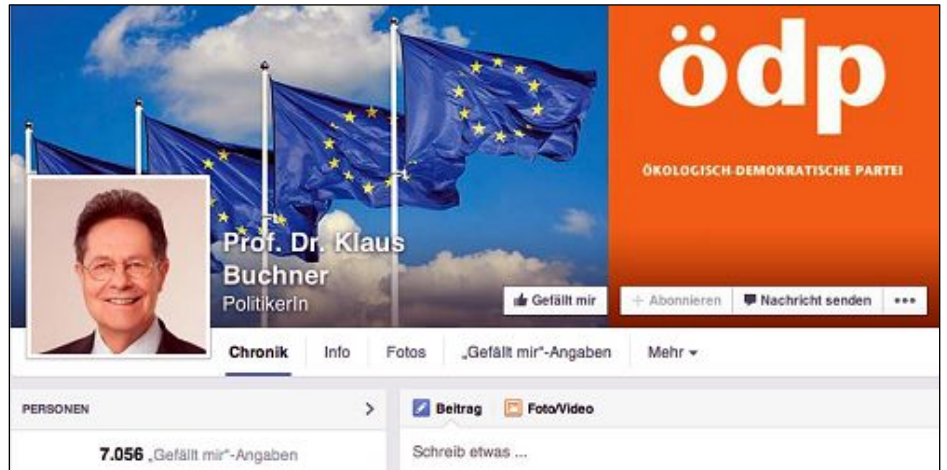 ödp
ÖKOLOGISCH-DEMOKRATISCHE PARTEI
Prof. Dr. Klaus
Buchner
PolitikerIn
Gefällt mir
+ Abonnieren
Nachricht senden
•••
Chronik Info Fotos „Gefällt mir"-Angaben Mehr
PERSONEN
7.056 „Gefällt mir"-Angaben
Beitrag Foto/Video
Schreib etwas ...